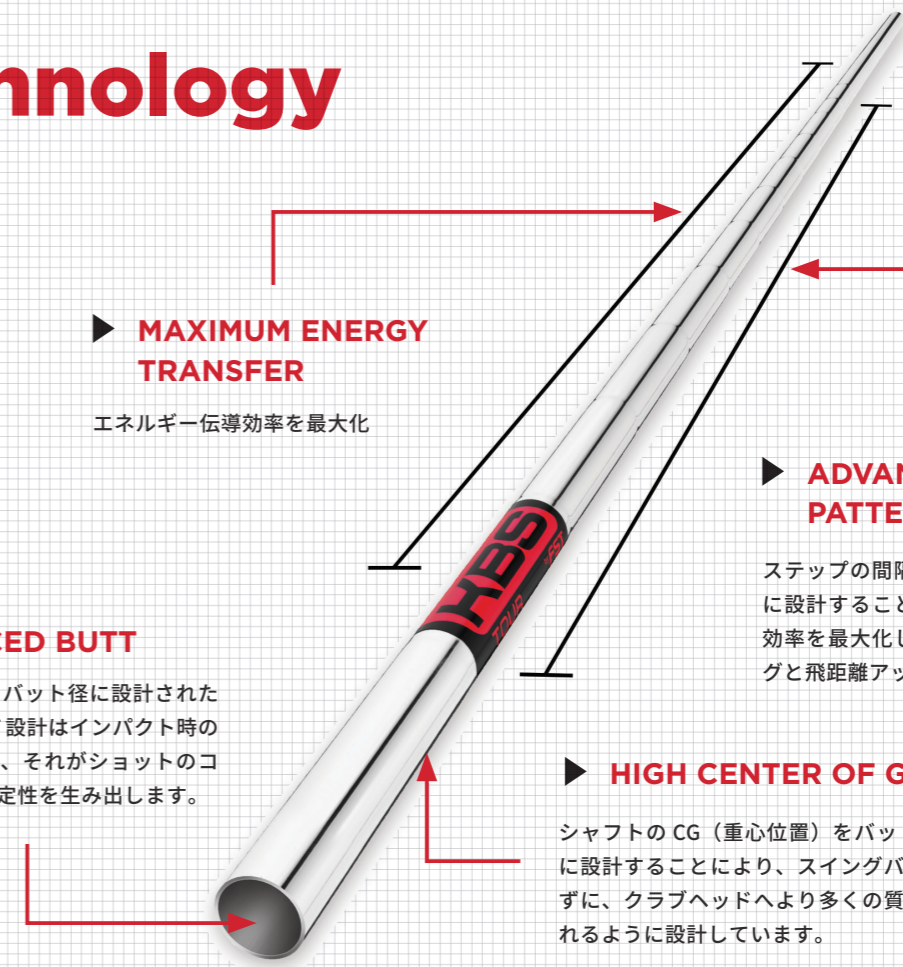 hnology
MAXIMUM ENERGY
TRANSFER
エネルギー伝導効率を最大化
KBS
TOUR
FST
ADVAN
PATTE
ステップの間隔
に設計すること
効率を最大化し
グと飛距離アッ
CED BUTT
バット径に設計された
設計はインパクト時の
、それがショットのコ
定性を生み出します。
HIGH CENTER OF G
シャフトの CG（重心位置）をバッ
に設計することにより、スイングバ
ずに、クラブヘッドへより多くの質
れるように設計しています。